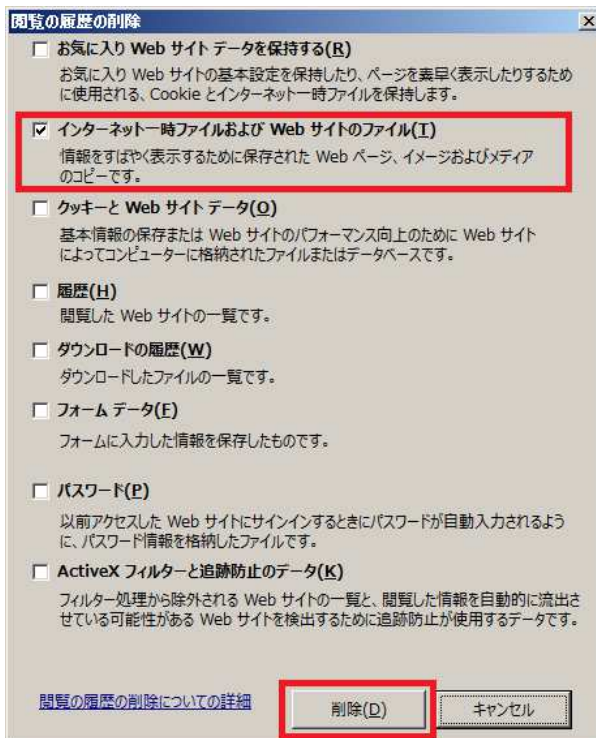 閲覧の履歴の削除
お気に入り Web サイト データを保持する(R)
お気に入り Web サイトの基本設定を保持したり、ページを素早く表示したりするため
に使用される、Cookie とインターネット一時ファイルを保持します。
インターネット一時ファイルおよび Web サイトのファイル(T)
情報をすばやく表示するために保存された Web ページ、イメージおよびメディア
のコピーです。
クッキーと Web サイト データ(O)
基本情報の保存または Web サイトのパフォーマンス向上のために Web サイト
によってコンピューターに格納されたファイルまたはデータベースです。
履歴(H)
閲覧した Web サイトの一覧です。
ダウンロードの履歴(W)
ダウンロードしたファイルの一覧です。
フォーム データ(F)
フォームに入力した情報を保存したものです。
パスワード(P)
以前アクセスした Web サイトにサインインするときにパスワードが自動入力されるよう
に、パスワード情報を格納したファイルです。
ActiveX フィルターと追跡防止のデータ(K)
フィルター処理から除外される Web サイトの一覧と、閲覧した情報を自動的に流出さ
せている可能性がある Web サイトを検出するために追跡防止が使用するデータです。
閲覧の履歴の削除についての詳細
削除(D)
キャンセル